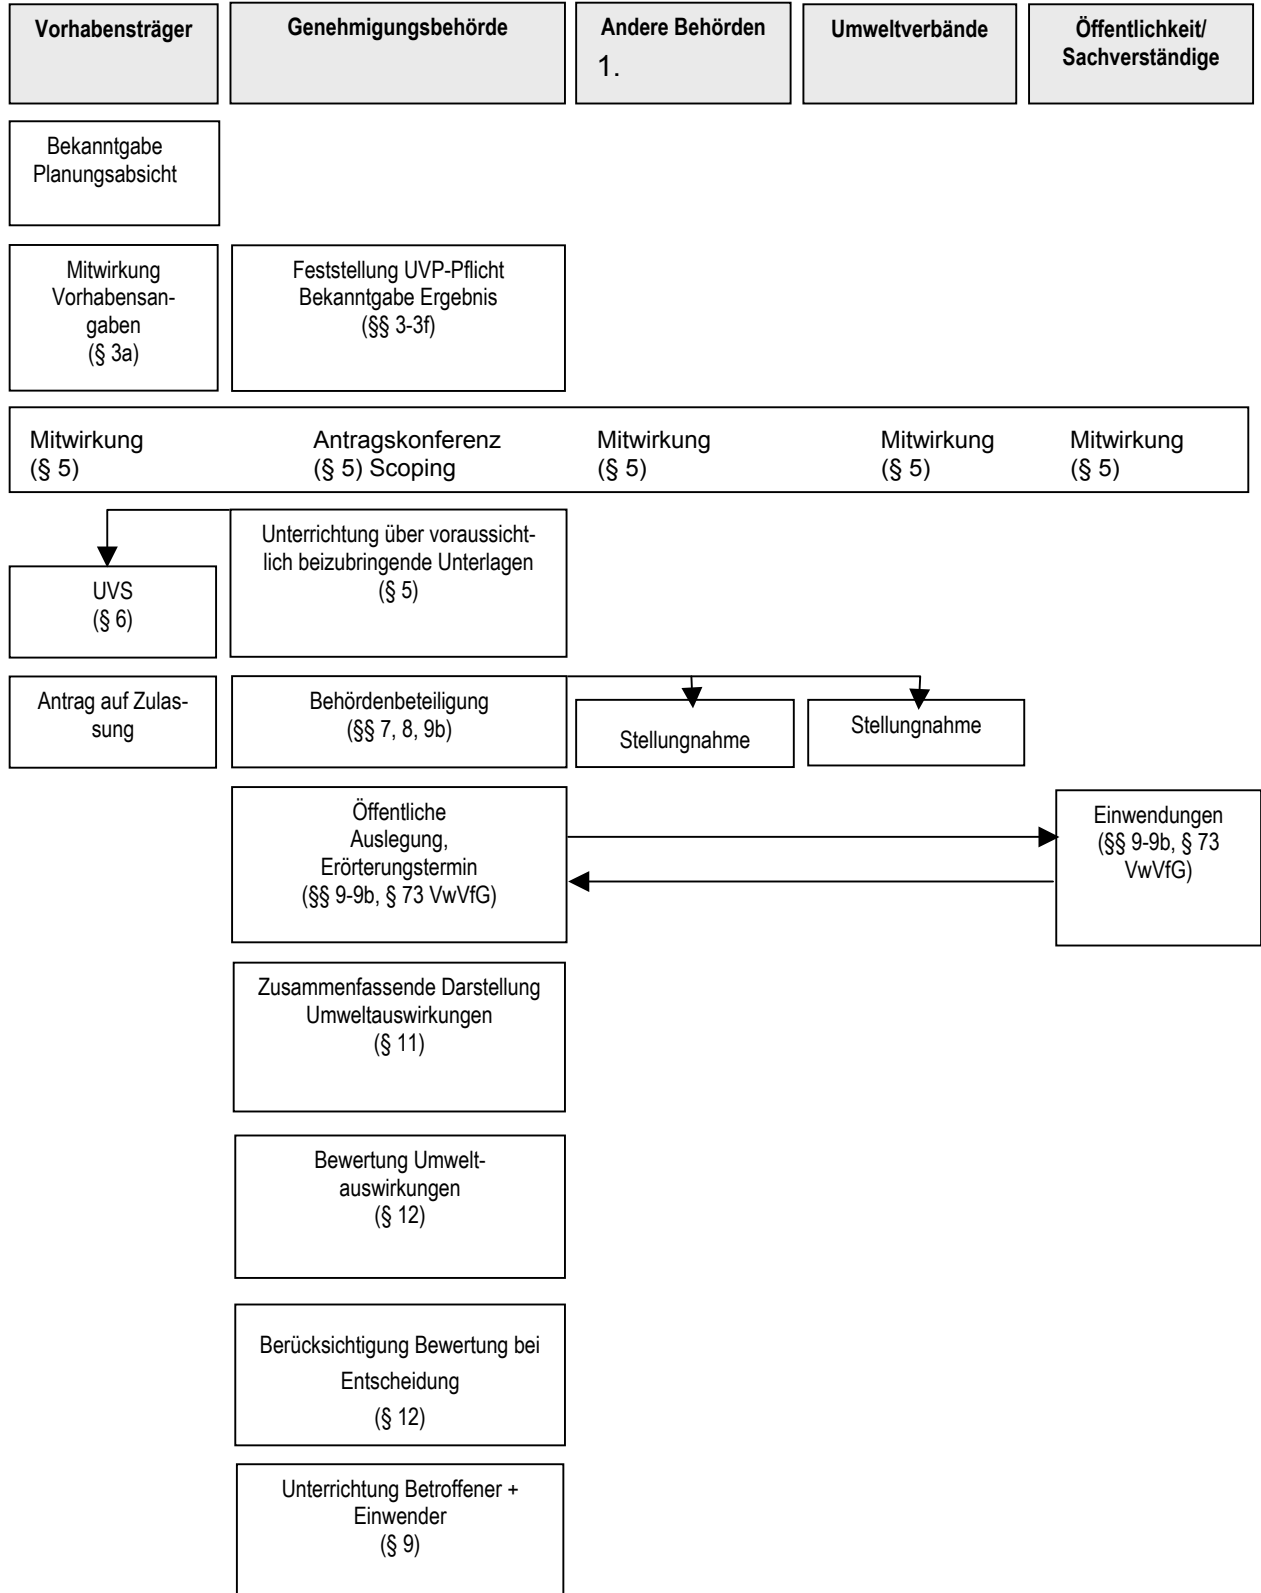 Vorhabensträger
Genehmigungsbehörde
Andere Behörden
1.
Umweltverbände
Öffentlichkeit/
Sachverständige
Bekanntgabe
Planungsabsicht
Mitwirkung
Vorhabensan-
gaben
(§ 3a)
Feststellung UVP-Pflicht
Bekanntgabe Ergebnis
(§§ 3-3f)
Mitwirkung
(§ 5)
Antragskonferenz
(§ 5) Scoping
Mitwirkung
(§ 5)
Mitwirkung
(§ 5)
Mitwirkung
(§ 5)
Unterrichtung über voraussicht-
lich beizubringende Unterlagen
(§ 5)
UVS
(§ 6)
Antrag auf Zulas-
sung
Behördenbeteiligung
(§§ 7, 8, 9b)
Stellungnahme
Stellungnahme
Öffentliche
Auslegung,
Erörterungstermin
(§§ 9-9b, § 73 VwVfG)
Einwendungen
(§§ 9-9b, § 73
VwVfG)
Zusammenfassende Darstellung
Umweltauswirkungen
(§ 11)
Bewertung Umwelt-
auswirkungen
(§ 12)
Berücksichtigung Bewertung bei
Entscheidung
(§ 12)
Unterrichtung Betroffener +
Einwender
(§ 9)